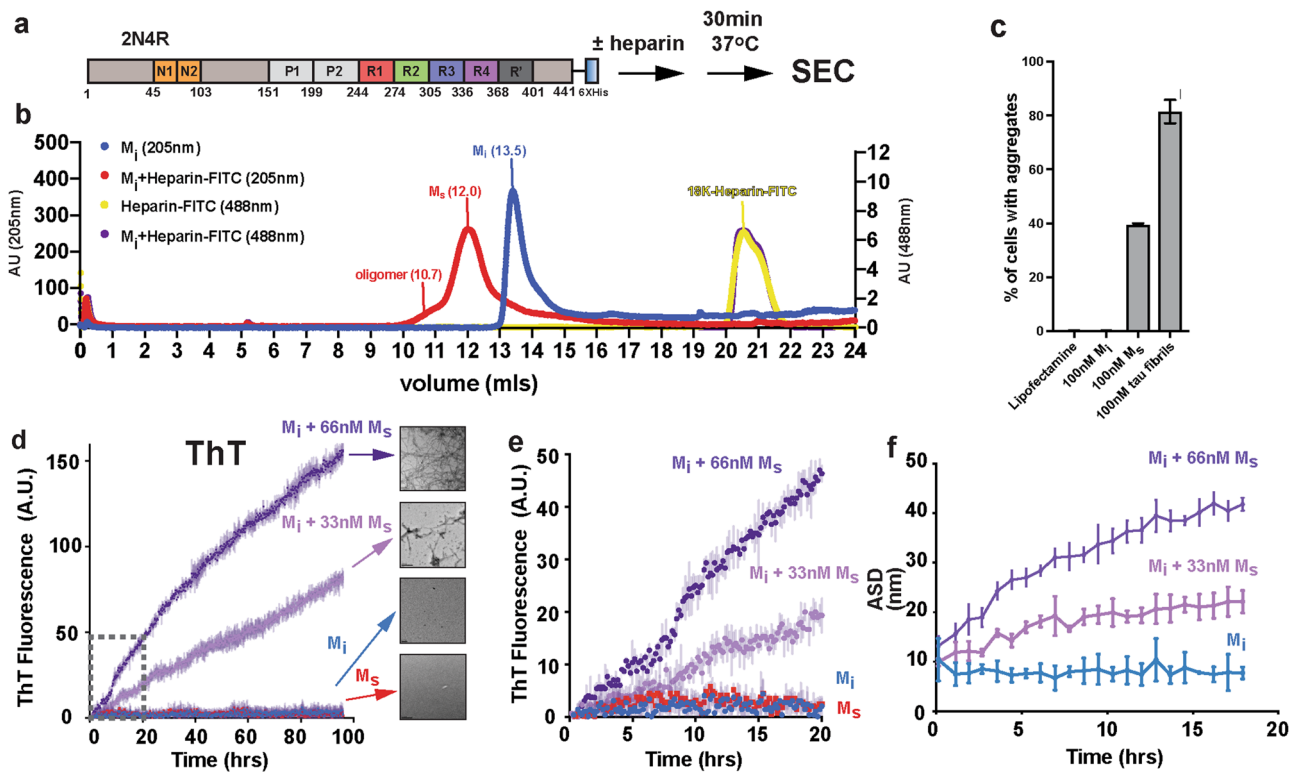 a
2N4R
N1 N2 P1 P2 R1 R2 R3 R4 R'
1 45 103 151 199 244 274 305 336 368 401 441 6XHis
± heparin
30min
37°C
SEC
b
AU (205nm)
500
400
300
200
100
0
Mi (205nm)
Mi+Heparin-FITC (205nm)
Heparin-FITC (488nm)
Mi+Heparin-FITC (488nm)
oligomer (10.7)
Ms (12.0)
Mi (13.5)
18K-Heparin-FITC
12
10
8
6
4
2
0
AU (488nm)
0 1 2 3 4 5 6 7 8 9 10 11 12 13 14 15 16 17 18 19 20 21 22 23 24
volume (mls)
c
% of cells with aggregates
100
80
60
40
20
0
Lipofectamine
100nM Mi
100nM Ms
100nM tau fibrils
d
ThT
ThT Fluorescence (A.U.)
150
100
50
0
Mi + 66nM Ms
Mi + 33nM Ms
Mi
Ms
0 20 40 60 80 100
Time (hrs)
e
ThT Fluorescence (A.U.)
50
40
30
20
10
0
Mi + 66nM Ms
Mi + 33nM Ms
Mi
Ms
0 5 10 15 20
Time (hrs)
f
ASD
(nm)
50
40
30
20
10
0
Mi + 66nM Ms
Mi + 33nM Ms
Mi
0 5 10 15 20
Time (hrs)